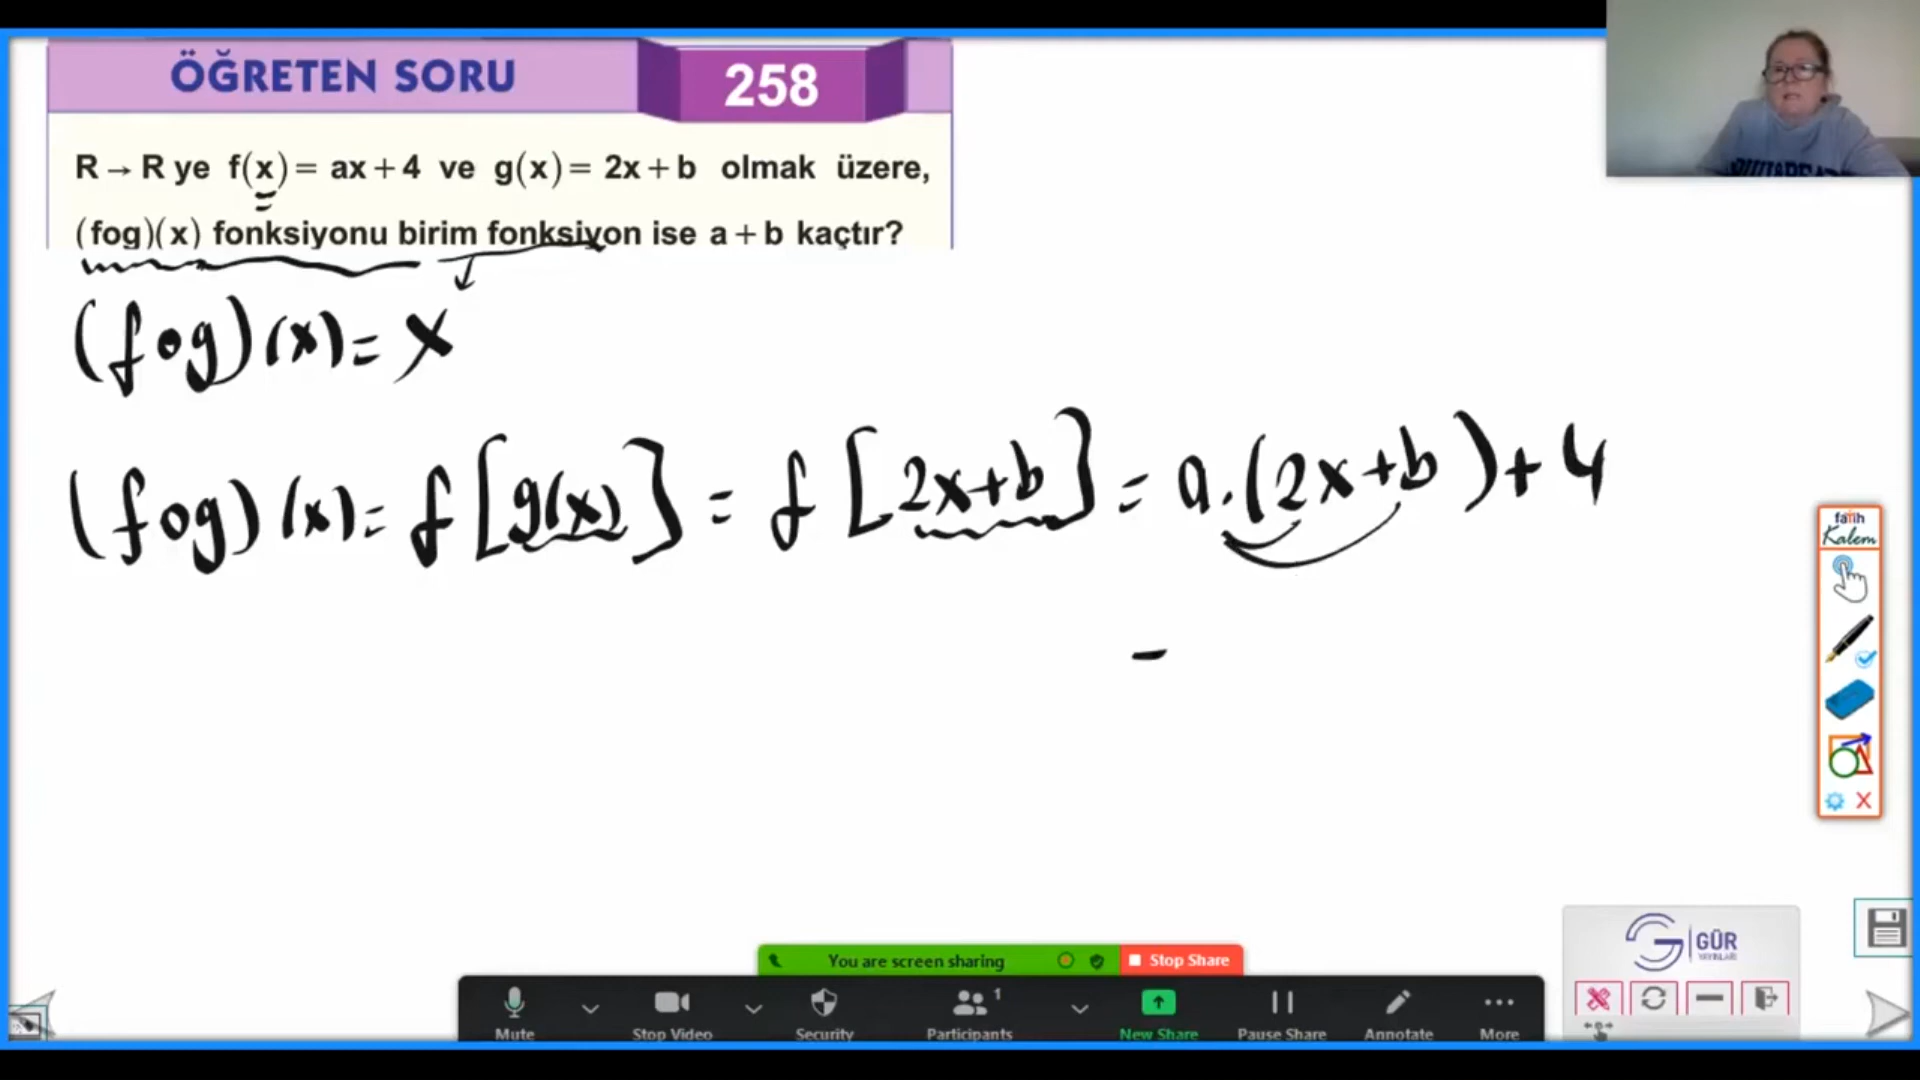 ÖĞRETEN SORU 258
R → R ye f(x) = ax + 4 ve g(x) = 2x + b olmak üzere,
(fog)(x) fonksiyonu birim fonksiyon ise a + b kaçtır?
(fog)(x) = x
(fog)(x) = f[g(x)] = f[2x+b] = a.(2x+b)+4
fatih
Kalem
GÜR
YAYINLARI
You are screen sharing
Stop Share
Mute
Stop Video
Security
Participants 1
New Share
Pause Share
Annotate
More